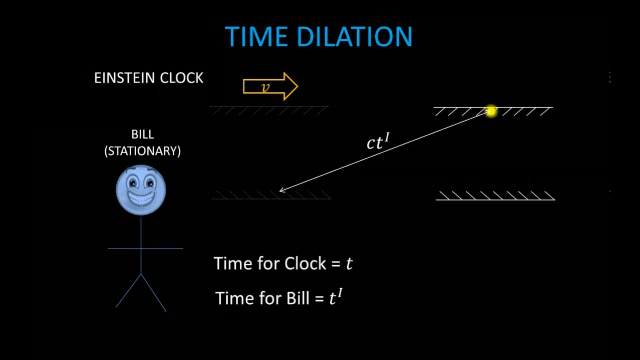 TIME DILATION
EINSTEIN CLOCK
v
BILL
(STATIONARY)
ct^I
Time for Clock = t
Time for Bill = t^I